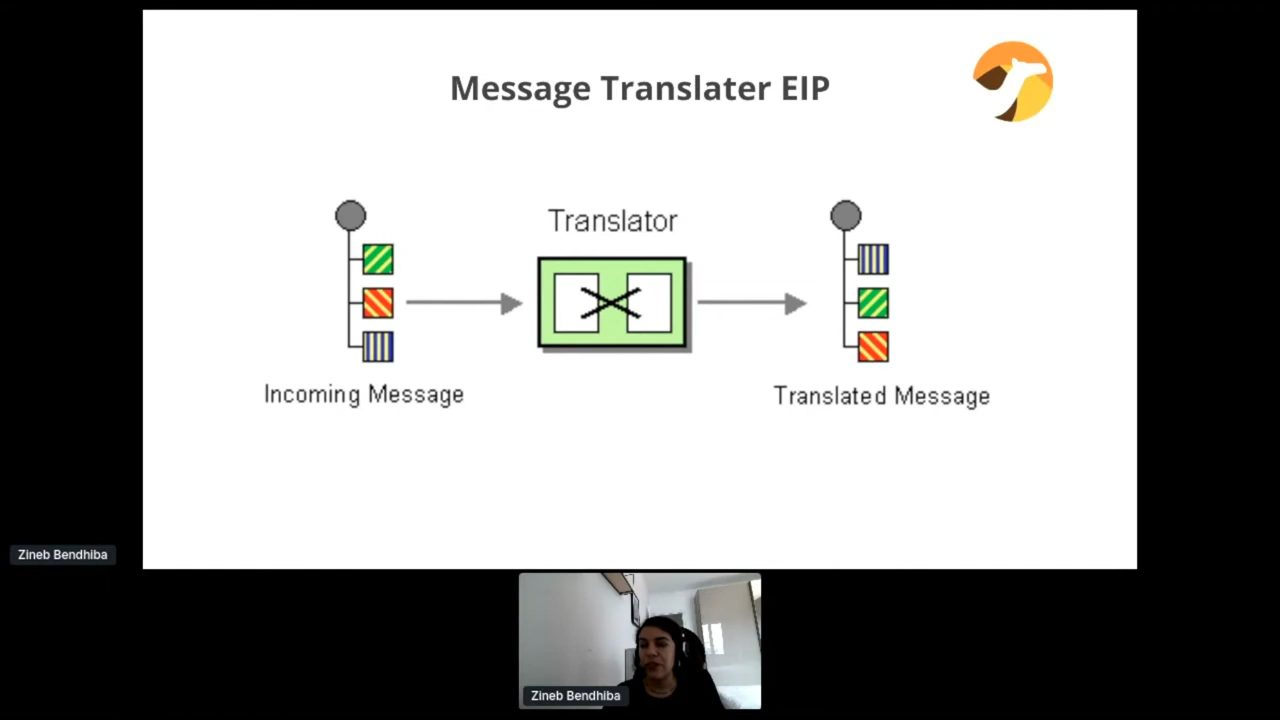 Message Translater EIP
Translator
Incoming Message
Translated Message
Zineb Bendhiba
Zineb Bendhiba